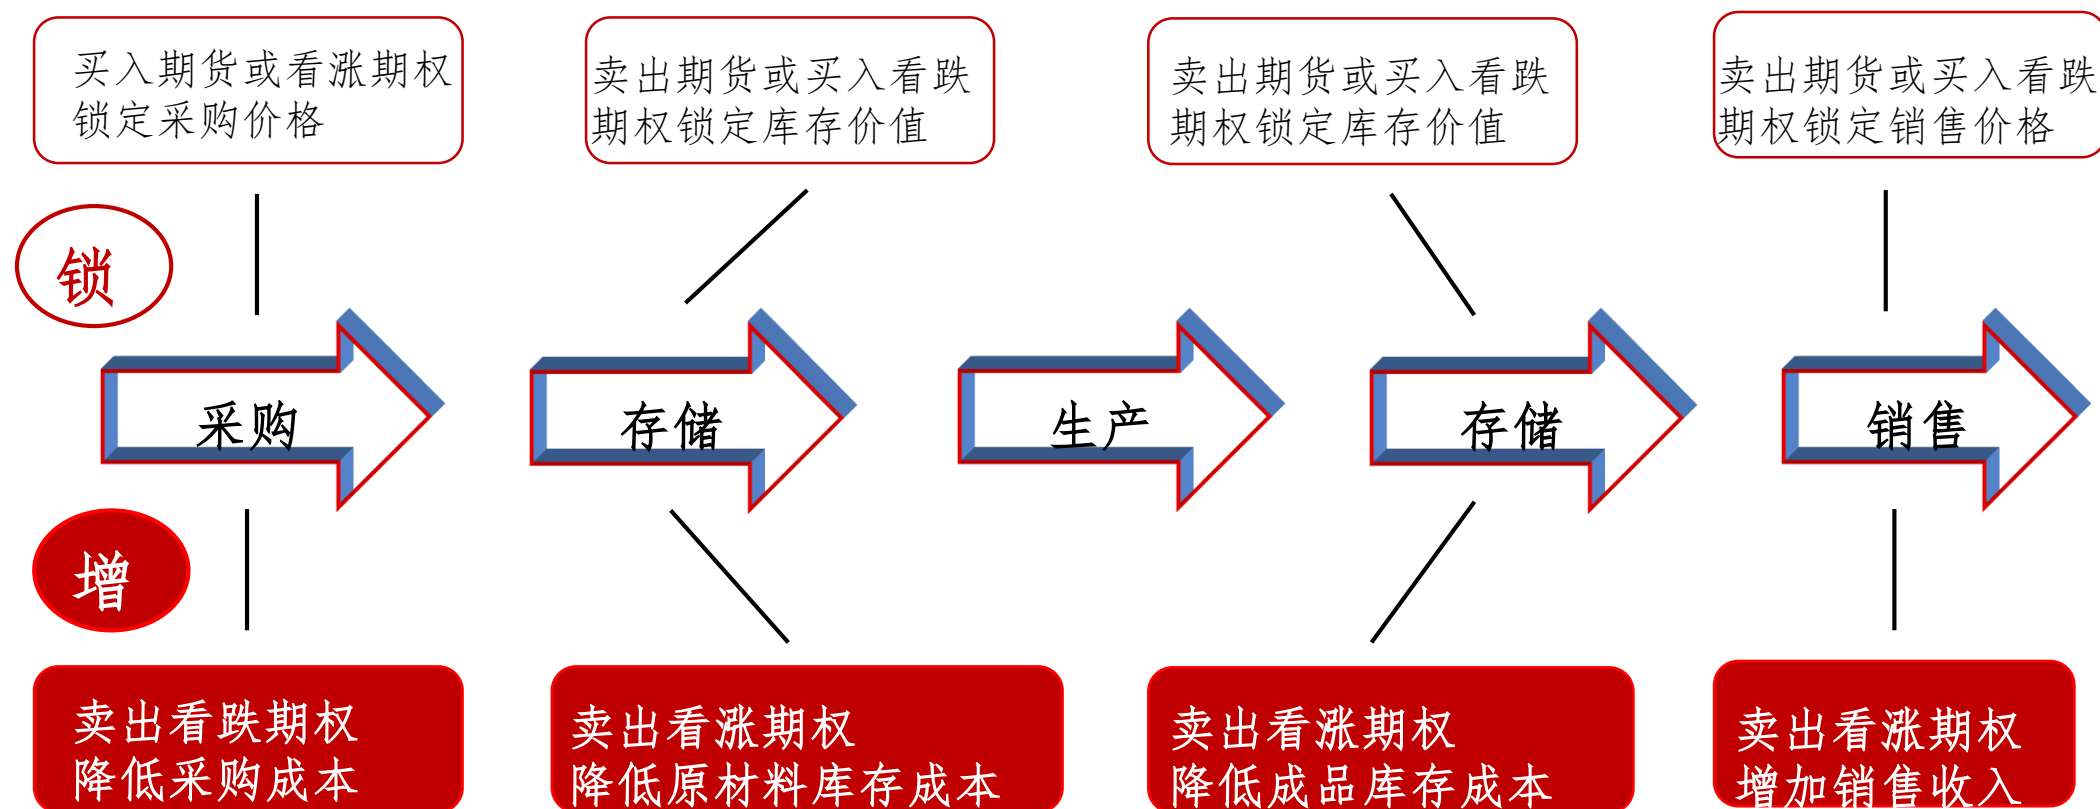 买入期货或看涨期权
锁定采购价格
卖出期货或买入看跌
期权锁定库存价值
卖出期货或买入看跌
期权锁定库存价值
卖出期货或买入看跌
期权锁定销售价格
锁
采购
存储
生产
存储
销售
增
卖出看跌期权
降低采购成本
卖出看涨期权
降低原材料库存成本
卖出看涨期权
降低成品库存成本
卖出看涨期权
增加销售收入